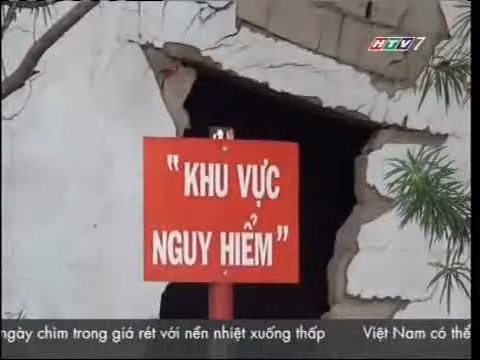 HTV7
"KHU VỰC
NGUY HIỂM"
ngày chìm trong giá rét với nền nhiệt xuống thấp Việt Nam có thể